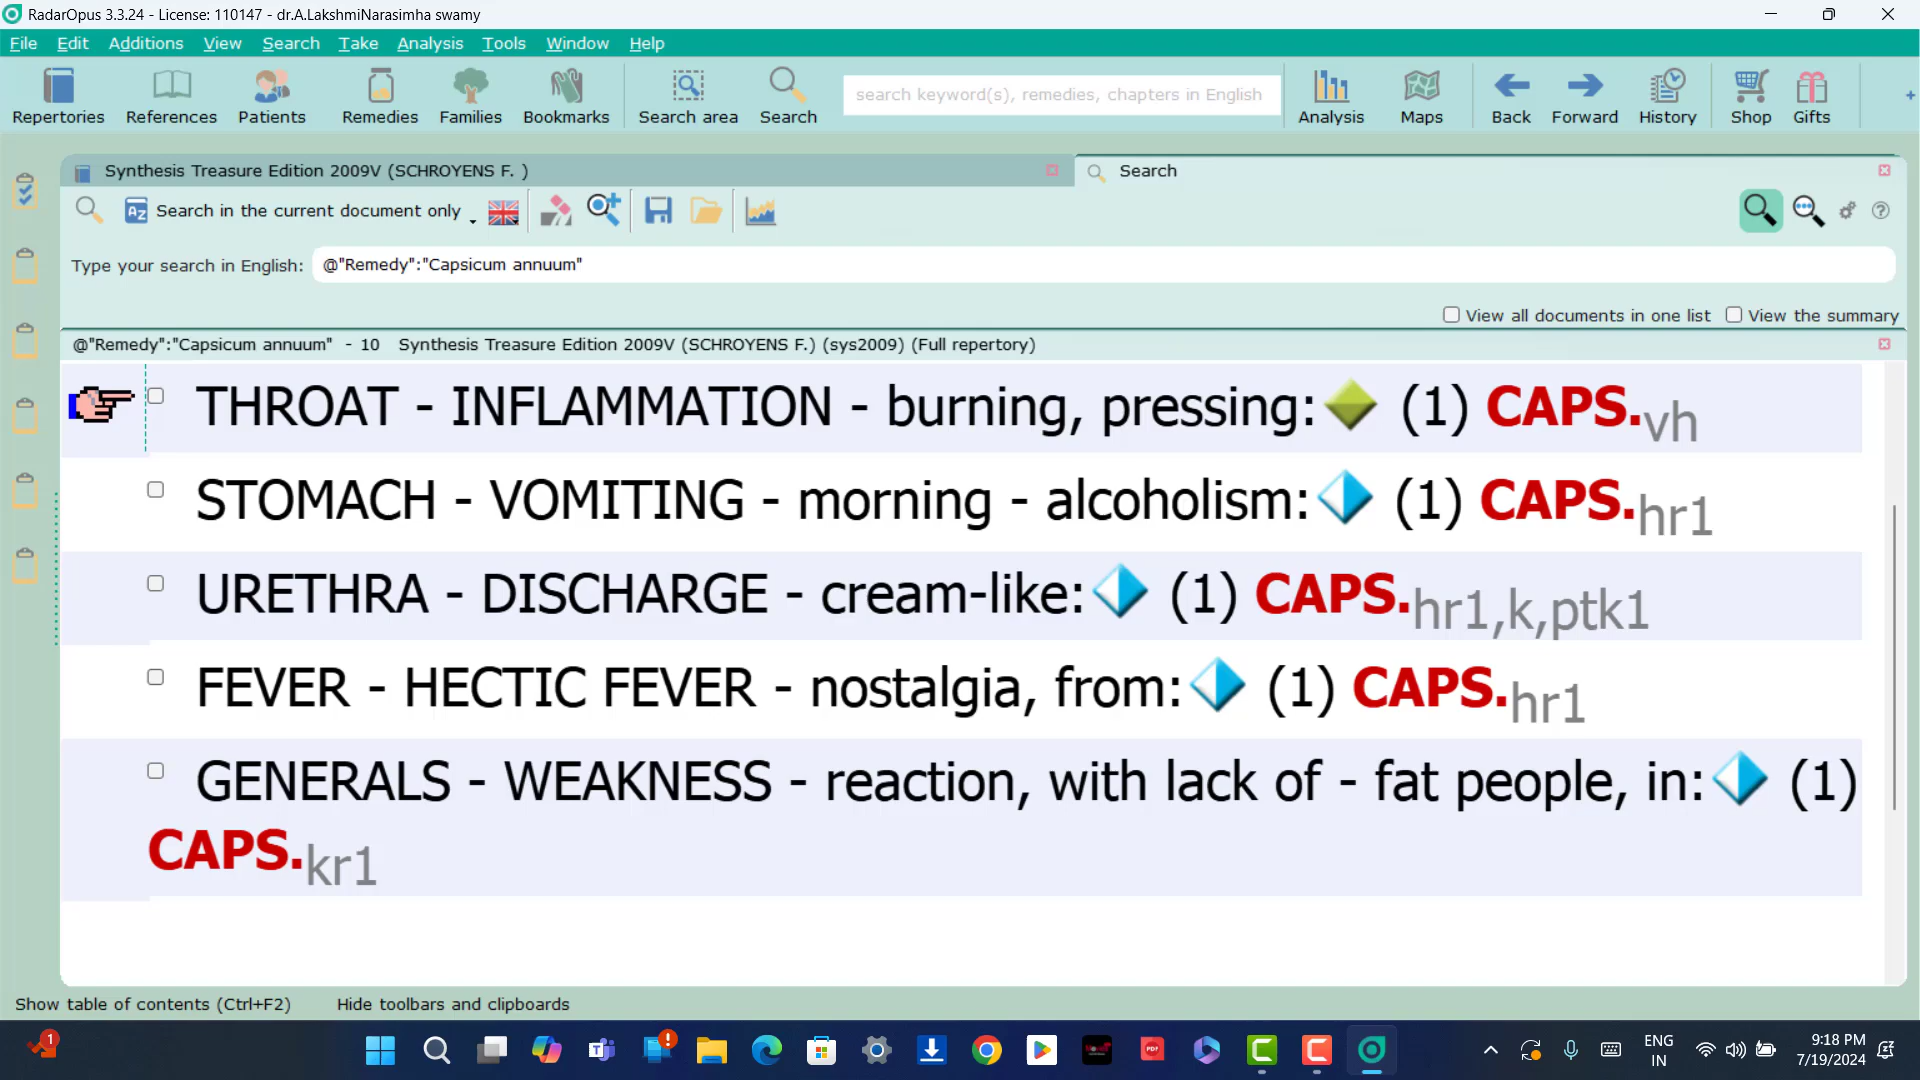 RadarOpus 3.3.24 - License: 110147 - dr.A.LakshmiNarasimha swamy
File Edit Additions View Search Take Analysis Tools Window Help
Repertories References Patients Remedies Families Bookmarks Search area Search search keyword(s), remedies, chapters in English Analysis Maps Back Forward History Shop Gifts
Synthesis Treasure Edition 2009V (SCHROYENS F. ) Search
AZ Search in the current document only
Type your search in English: @"Remedy":"Capsicum annuum"
View all documents in one list View the summary
@"Remedy":"Capsicum annuum" - 10 Synthesis Treasure Edition 2009V (SCHROYENS F.) (sys2009) (Full repertory)
THROAT - INFLAMMATION - burning, pressing: (1) CAPS.vh
STOMACH - VOMITING - morning - alcoholism: (1) CAPS.hr1
URETHRA - DISCHARGE - cream-like: (1) CAPS.hr1,k,ptk1
FEVER - HECTIC FEVER - nostalgia, from: (1) CAPS.hr1
GENERALS - WEAKNESS - reaction, with lack of - fat people, in: (1)
CAPS.kr1
Show table of contents (Ctrl+F2) Hide toolbars and clipboards
1 ENG 9:18 PM
IN 7/19/2024